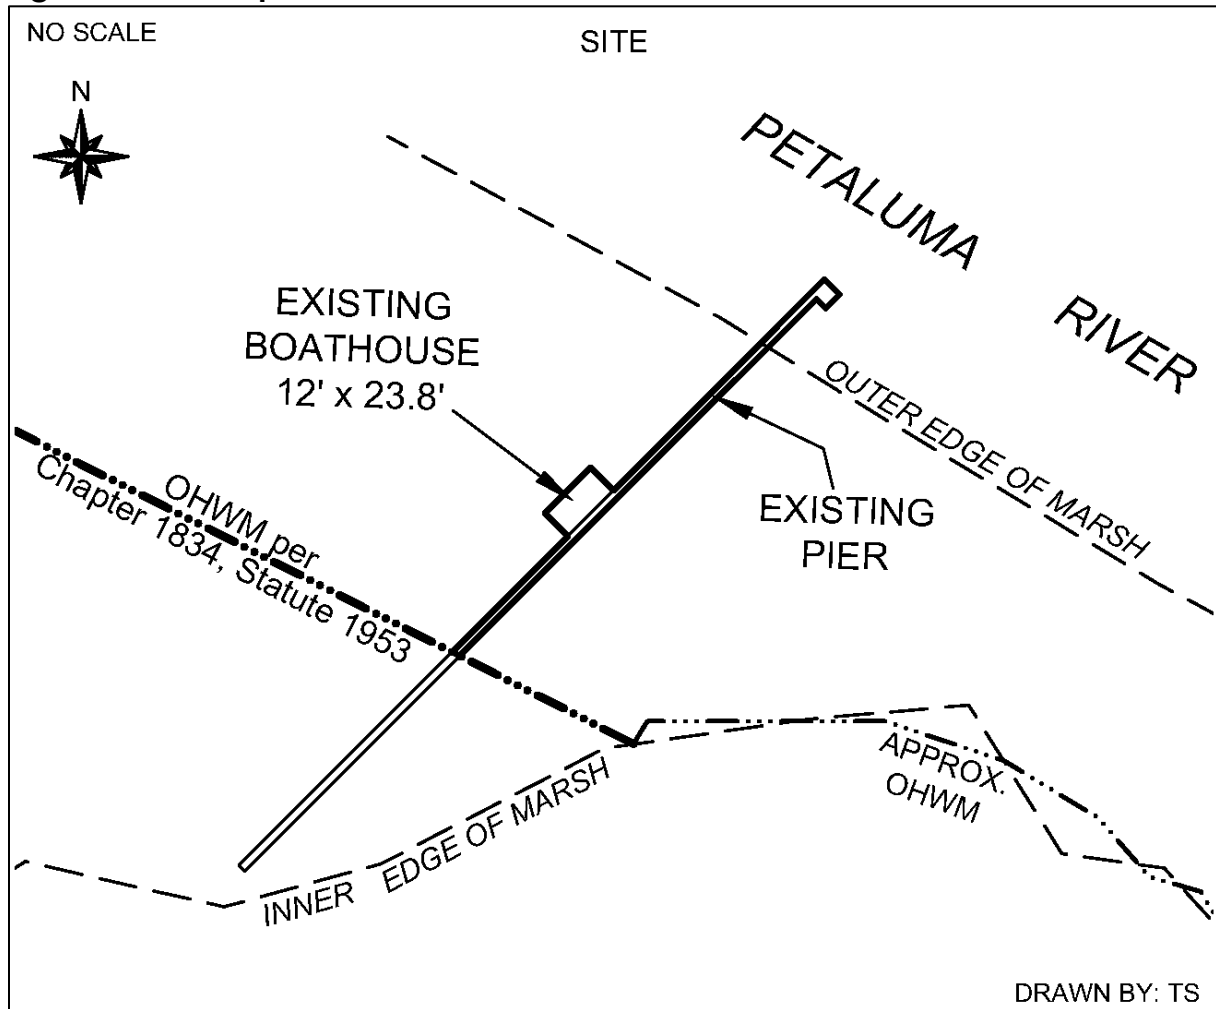 NO SCALE
SITE
N
PETALUMA
RIVER
EXISTING
BOATHOUSE
12' x 23.8'
OUTER EDGE OF MARSH
EXISTING
PIER
OHWM per
Chapter 1834, Statute 1953
APPROX.
OHWM
INNER EDGE OF MARSH
DRAWN BY: TS